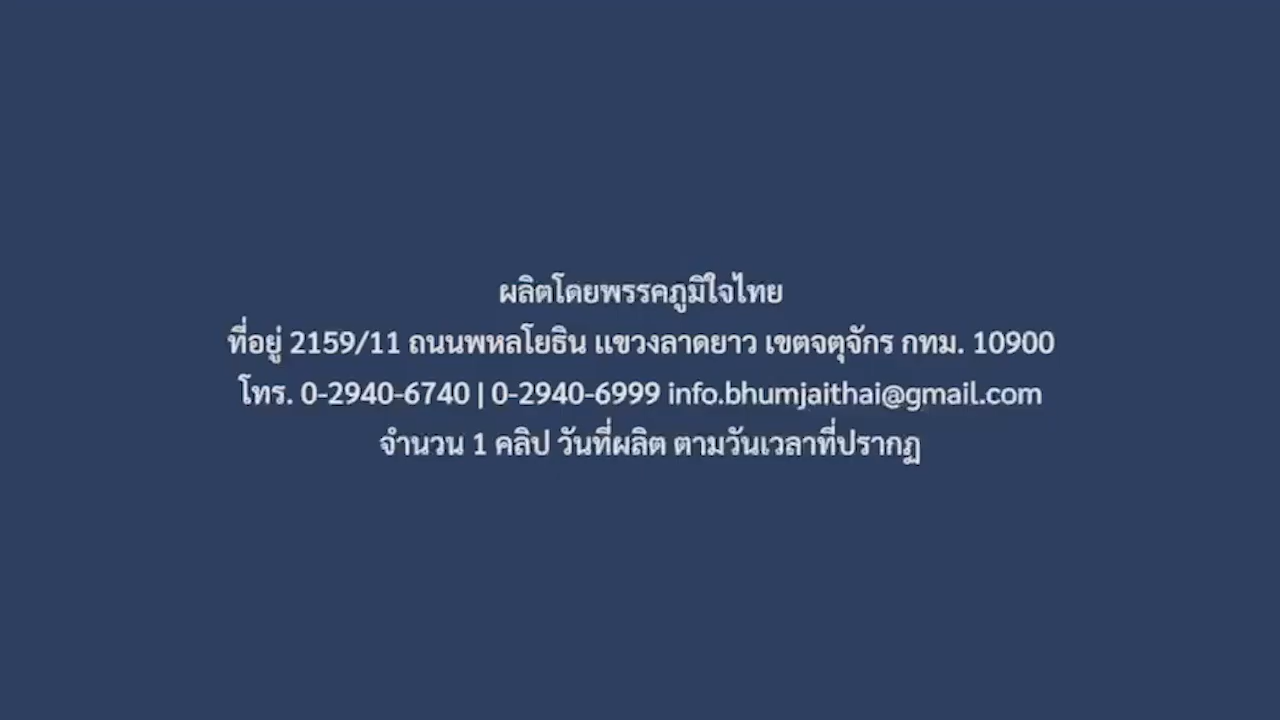 ผลิตโดยพรรคภูมิใจไทย
ที่อยู่ 2159/11 ถนนพหลโยธิน แขวงลาดยาว เขตจตุจักร กทม. 10900
โทร. 0-2940-6740 | 0-2940-6999 info.bhumjaithai@gmail.com
จำนวน 1 คลิป วันที่ผลิต ตามวันเวลาที่ปรากฏ